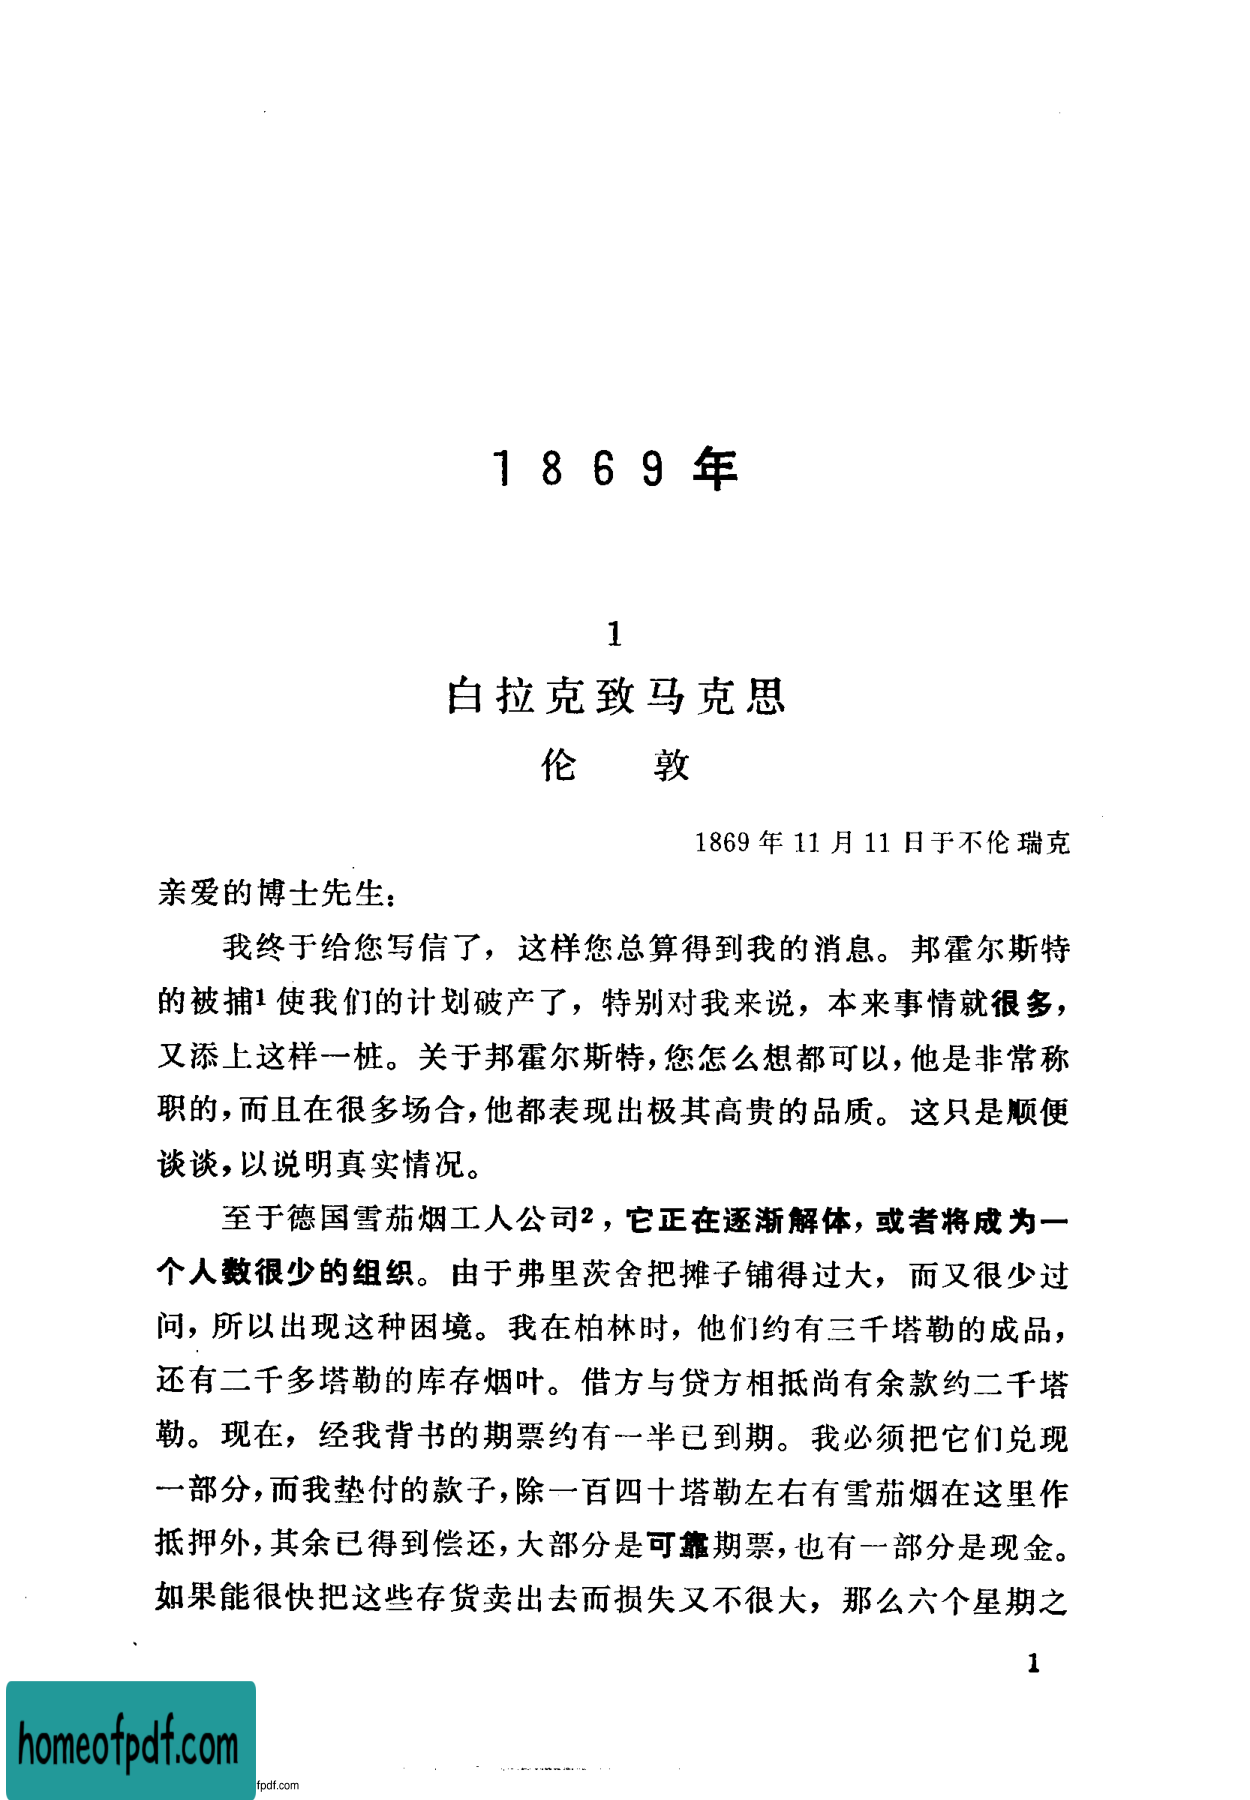 1869年
1
白拉克致马克思
伦 敦
1869年11月11日于不伦瑞克
亲爱的博士先生:
我终于给您写信了，这样您总算得到我的消息。邦霍尔斯特
的被捕1使我们的计划破产了，特别对我来说，本来事情就很多，
又添上这样一桩。关于邦霍尔斯特，您怎么想都可以，他是非常称
职的，而且在很多场合，他都表现出极其高贵的品质。这只是顺便
谈谈，以说明真实情况。
至于德国雪茄烟工人公司2，它正在逐渐解体，或者将成为一
个人数很少的组织。由于弗里茨舍把摊子铺得过大，而又很少过
问，所以出现这种困境。我在柏林时，他们约有三千塔勒的成品，
还有二千多塔勒的库存烟叶。借方与贷方相抵尚有余款约二千塔
勒。现在，经我背书的期票约有一半已到期。我必须把它们兑现
一部分，而我垫付的款子，除一百四十塔勒左右有雪茄烟在这里作
抵押外，其余已得到偿还，大部分是可靠期票，也有一部分是现金。
如果能很快把这些存货卖出去而损失又不很大，那么六个星期之
1
homeofpdf.com
fpdf.com